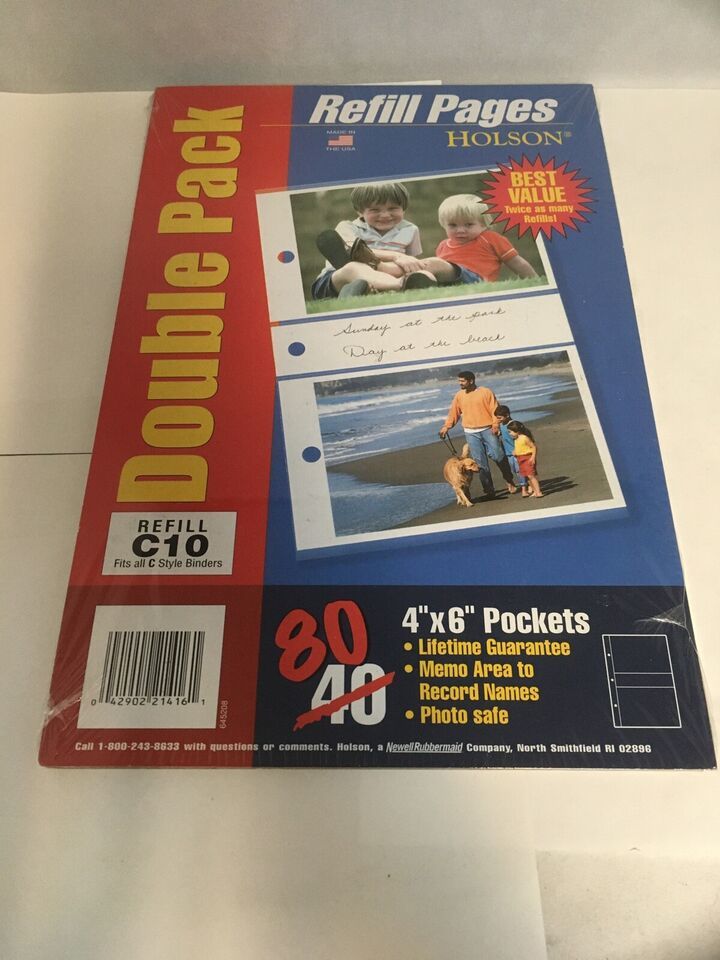 Double Pack
Refill Pages
MADE IN
THE USA
HOLSON®
BEST
VALUE
Twice as many
Refills!
Sunday at the park
Day at the beach
REFILL
C10
Fits all C Style Binders
0 42902 21416 1
645208
80
40
4"x6" Pockets
• Lifetime Guarantee
• Memo Area to
Record Names
• Photo safe
Call 1-800-243-8633 with questions or comments. Holson, a NewellRubbermaid Company, North Smithfield RI 02896